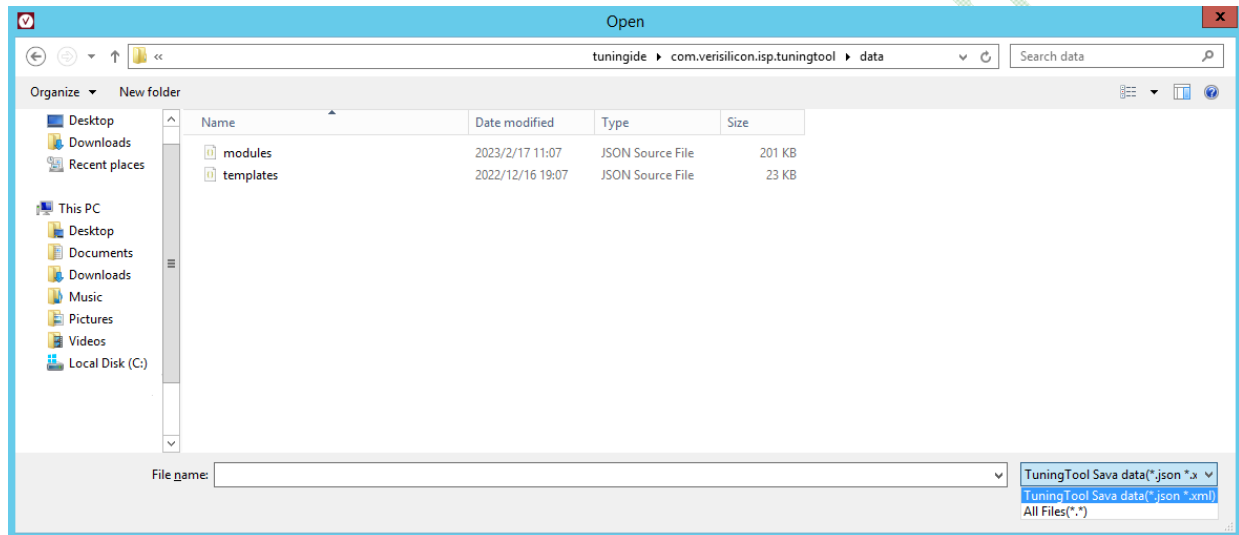 Open
x
« tuningide ▸ com.verisilicon.isp.tuningtool ▸ data Search data
Organize ▾ New folder
Desktop
Downloads
Recent places
This PC
Desktop
Documents
Downloads
Music
Pictures
Videos
Local Disk (C:)
Name Date modified Type Size
modules 2023/2/17 11:07 JSON Source File 201 KB
templates 2022/12/16 19:07 JSON Source File 23 KB
File name: TuningTool Sava data(*.json *.x
TuningTool Sava data(*.json *.xml)
All Files(*.*)